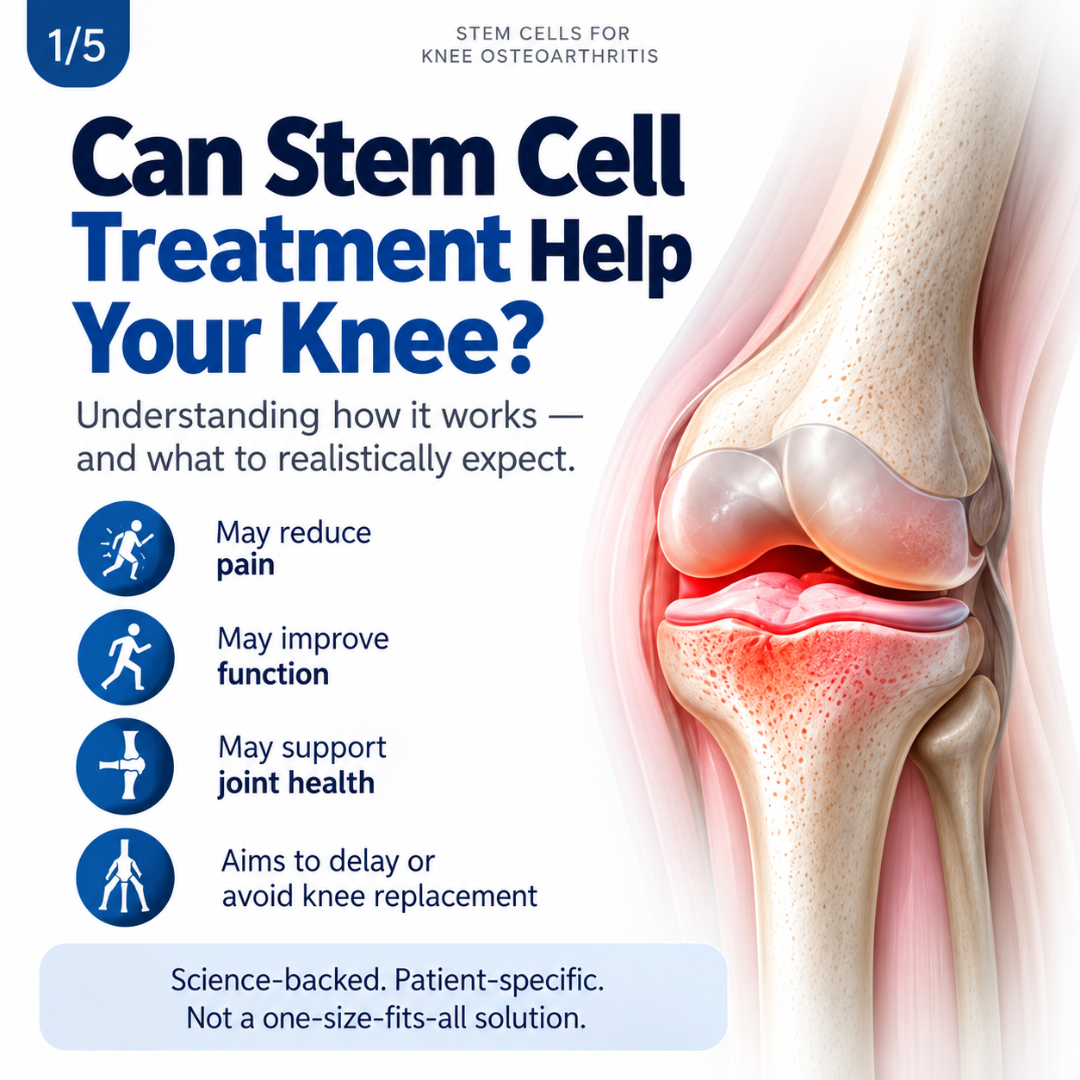 1/5
STEM CELLS FOR
KNEE OSTEOARTHRITIS
Can Stem Cell
Treatment Help
Your Knee?
Understanding how it works —
and what to realistically expect.
May reduce
pain
May improve
function
May support
joint health
Aims to delay or
avoid knee replacement
Science-backed. Patient-specific.
Not a one-size-fits-all solution.